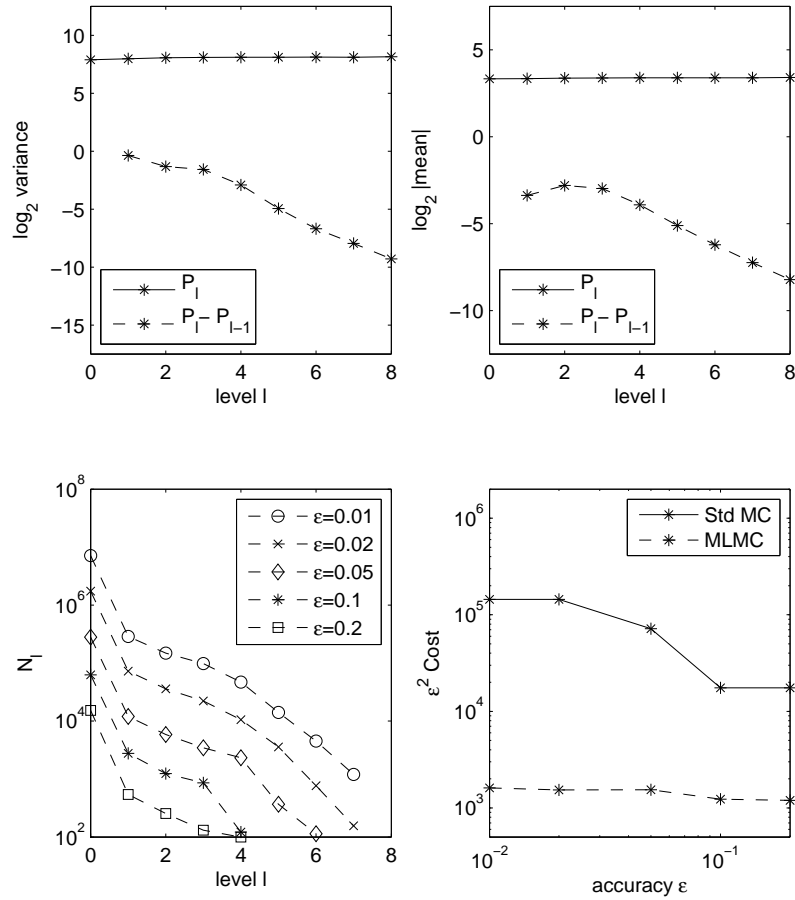 10
5
0
−5
−10
−15
log2 variance
0 2 4 6 8
level l
P_l
P_l − P_l−1
5
0
−5
−10
log2 |mean|
0 2 4 6 8
level l
P_l
P_l − P_l−1
10^8
10^6
10^4
10^2
N_l
0 2 4 6 8
level l
ε=0.01
ε=0.02
ε=0.05
ε=0.1
ε=0.2
10^6
10^5
10^4
10^3
ε^2 Cost
10^−2 10^−1
accuracy ε
Std MC
MLMC